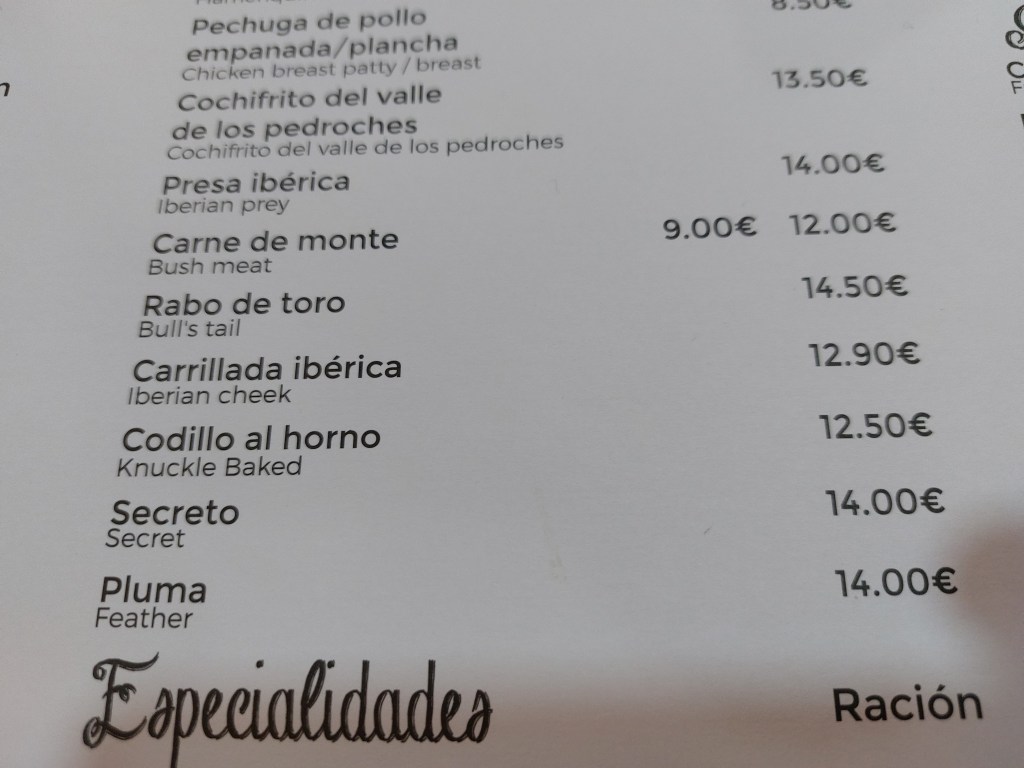 Pechuga de pollo
8.50€
empanada/plancha
Chicken breast patty / breast
Cochifrito del valle
13.50€
de los pedroches
Cochifrito del valle de los pedroches
Presa ibérica
14.00€
Iberian prey
Carne de monte
9.00€ 12.00€
Bush meat
Rabo de toro
14.50€
Bull's tail
Carrillada ibérica
12.90€
Iberian cheek
Codillo al horno
12.50€
Knuckle Baked
Secreto
14.00€
Secret
Pluma
14.00€
Feather
Especialidades
Ración